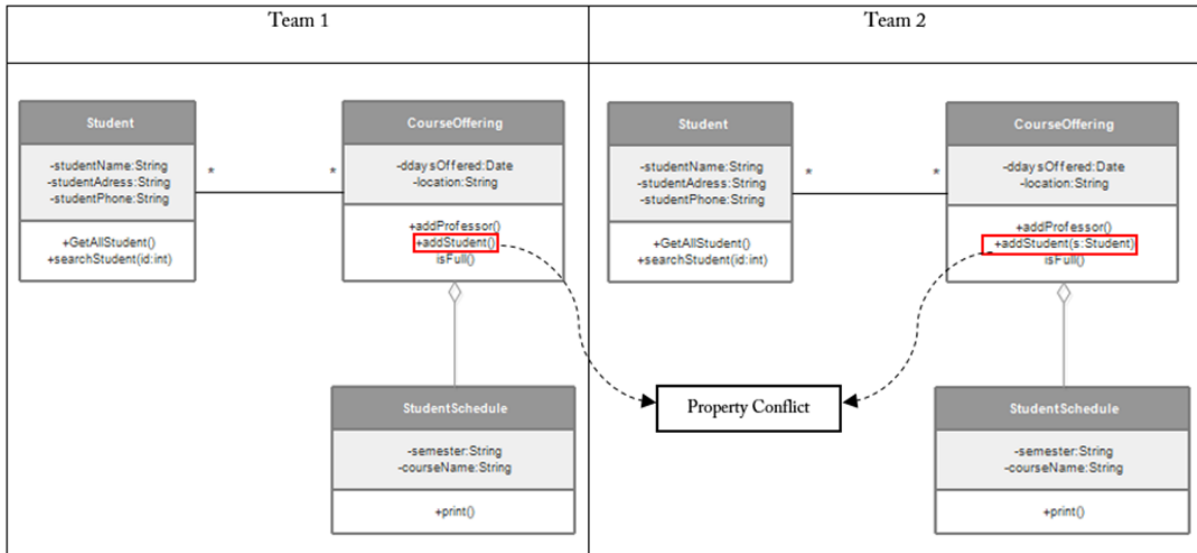 Team 1
Team 2
Student
-studentName:String
-studentAdress:String
-studentPhone:String
+GetAllStudent()
+searchStudent(id:int)
*
*
CourseOffering
-ddaysOffered:Date
-location:String
+addProfessor()
+addStudent()
isFull()
StudentSchedule
-semester:String
-courseName:String
+print()
Property Conflict
Student
-studentName:String
-studentAdress:String
-studentPhone:String
+GetAllStudent()
+searchStudent(id:int)
*
*
CourseOffering
-ddaysOffered:Date
-location:String
+addProfessor()
+addStudent(s:Student)
isFull()
StudentSchedule
-semester:String
-courseName:String
+print()